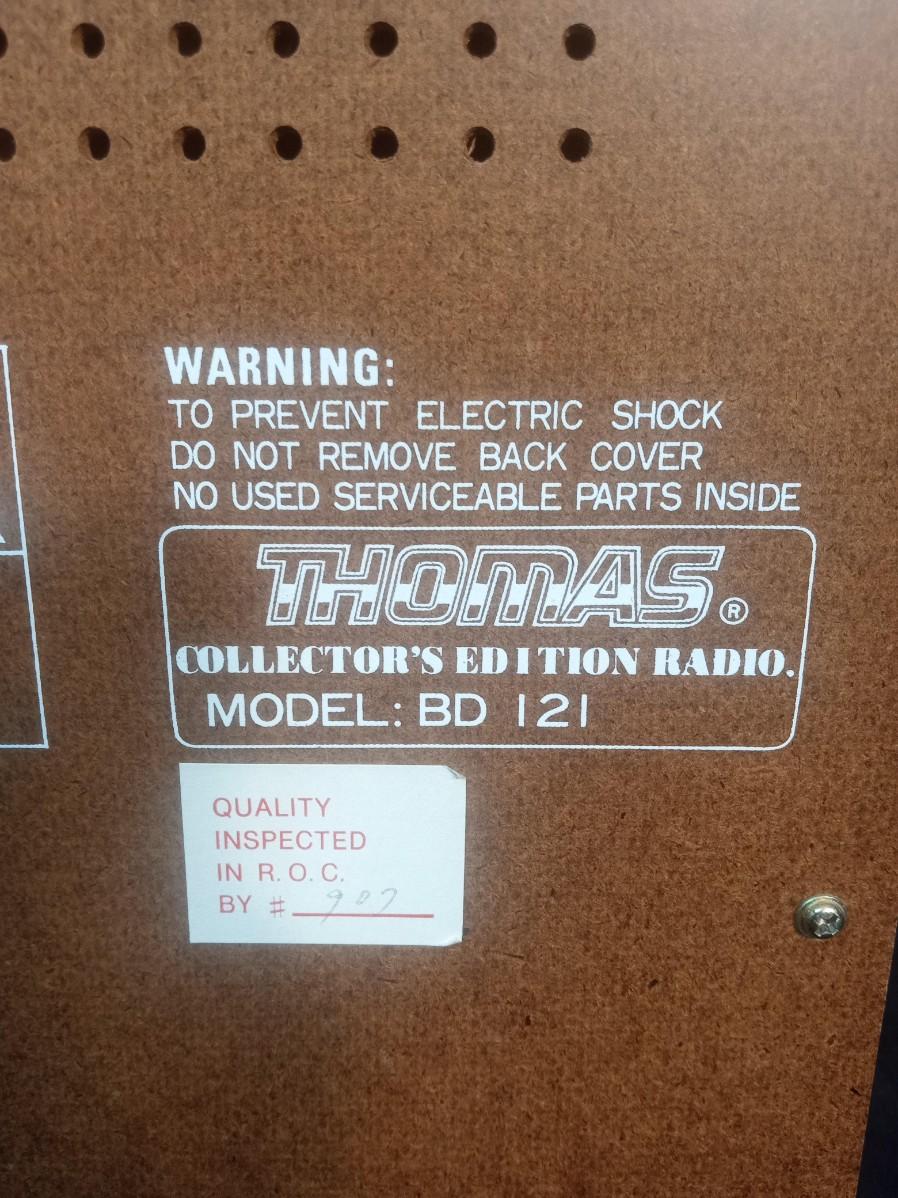 WARNING:
TO PREVENT ELECTRIC SHOCK
DO NOT REMOVE BACK COVER
NO USED SERVICEABLE PARTS INSIDE
THOMAS®
COLLECTOR'S EDITION RADIO.
MODEL: BD 121
QUALITY
INSPECTED
IN R.O.C.
BY # 907